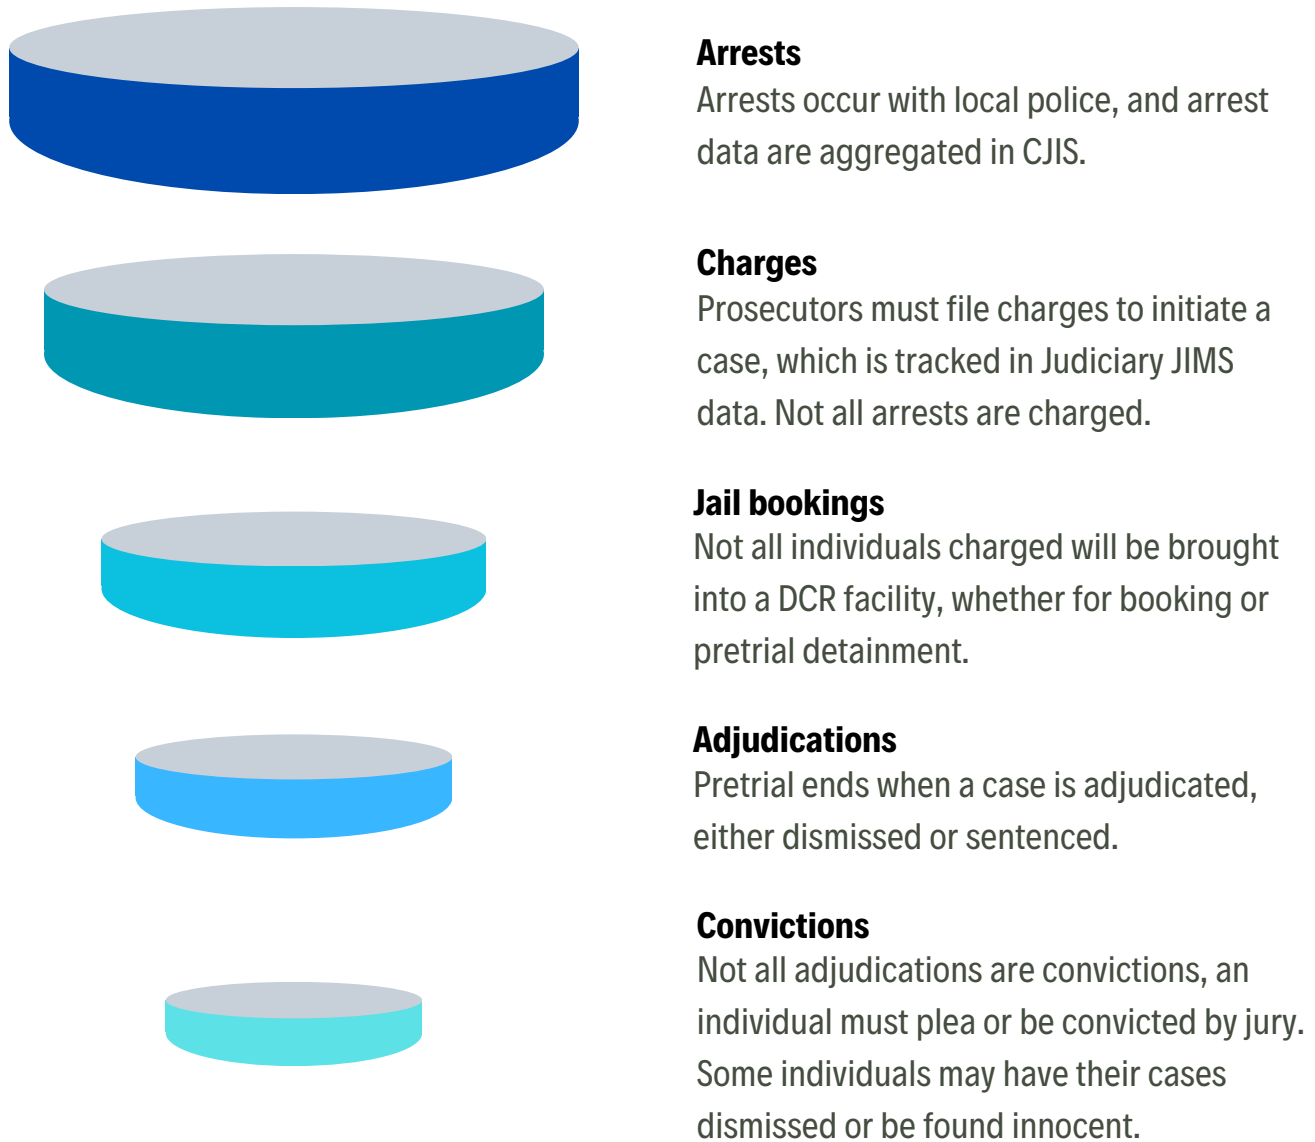 Arrests
Arrests occur with local police, and arrest
data are aggregated in CJIS.
Charges
Prosecutors must file charges to initiate a
case, which is tracked in Judiciary JIMS
data. Not all arrests are charged.
Jail bookings
Not all individuals charged will be brought
into a DCR facility, whether for booking or
pretrial detainment.
Adjudications
Pretrial ends when a case is adjudicated,
either dismissed or sentenced.
Convictions
Not all adjudications are convictions, an
individual must plea or be convicted by jury.
Some individuals may have their cases
dismissed or be found innocent.